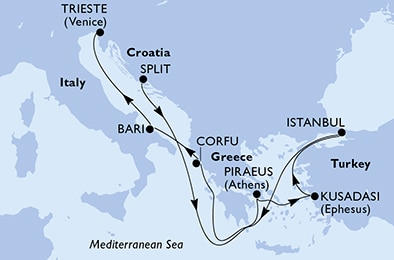 TRIESTE
(Venice)
Croatia
SPLIT
Italy
BARI
CORFU
Greece
PIRAEUS
(Athens)
ISTANBUL
Turkey
KUSADASI
(Ephesus)
Mediterranean Sea